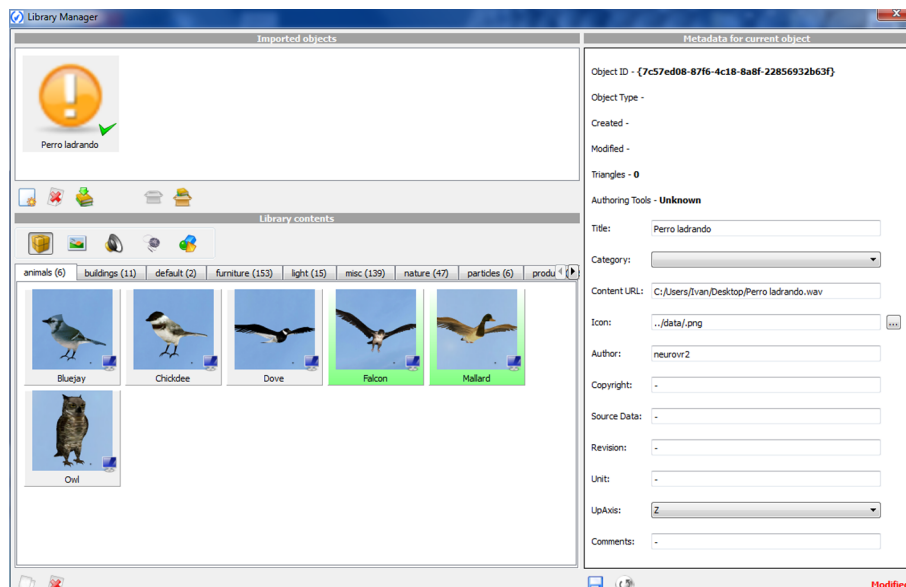 Library Manager
Imported objects
Perro ladrando
Library contents
animals (6) buildings (11) default (2) furniture (153) light (15) misc (139) nature (47) particles (6) produ
Bluejay Chickdee Dove Falcon Mallard
Owl
Metadata for current object
Object ID - {7c57ed08-87f6-4c18-8a8f-22856932b63f}
Object Type -
Created -
Modified -
Triangles - 0
Authoring Tools - Unknown
Title: Perro ladrando
Category:
Content URL: C:/Users/Ivan/Desktop/Perro ladrando.wav
Icon: ../data/.png ...
Author: neurovr2
Copyright: -
Source Data: -
Revision: -
Unit: -
UpAxis: Z
Comments: -
Modified